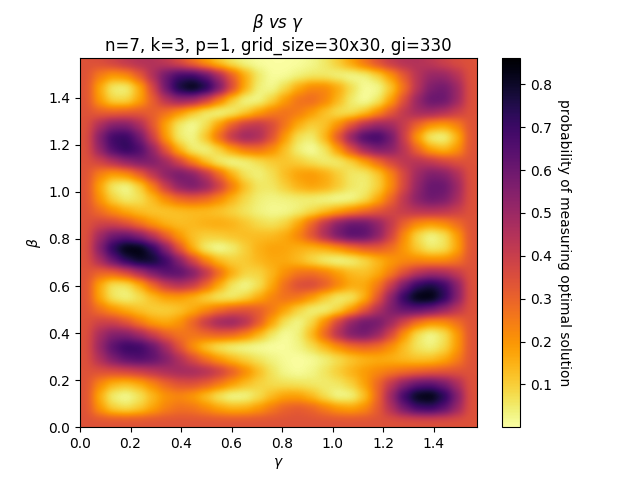 β vs γ
n=7, k=3, p=1, grid_size=30x30, gi=330
1.4
1.2
1.0
0.8
0.6
0.4
0.2
0.0
β
0.0 0.2 0.4 0.6 0.8 1.0 1.2 1.4
γ
0.8
0.7
0.6
0.5
0.4
0.3
0.2
0.1
probability of measuring optimal solution